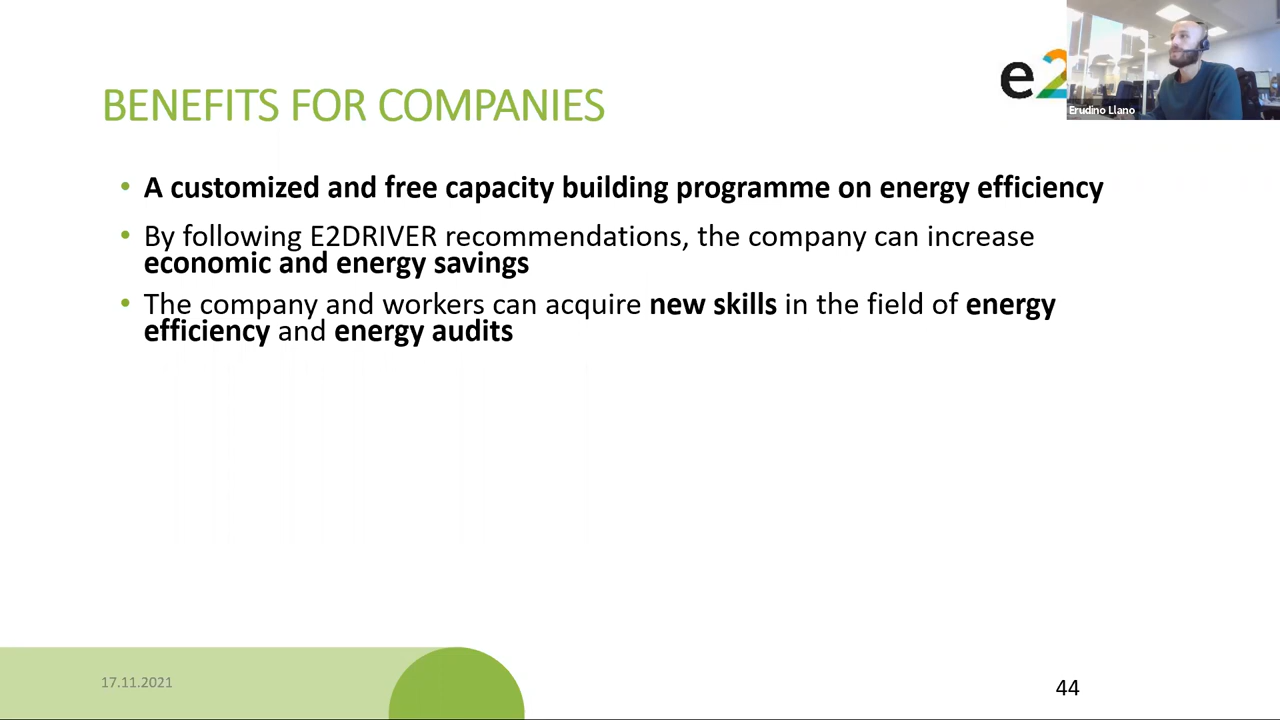 e2
Erudino Llano
BENEFITS FOR COMPANIES
• A customized and free capacity building programme on energy efficiency
• By following E2DRIVER recommendations, the company can increase
economic and energy savings
• The company and workers can acquire new skills in the field of energy
efficiency and energy audits
17.11.2021
44